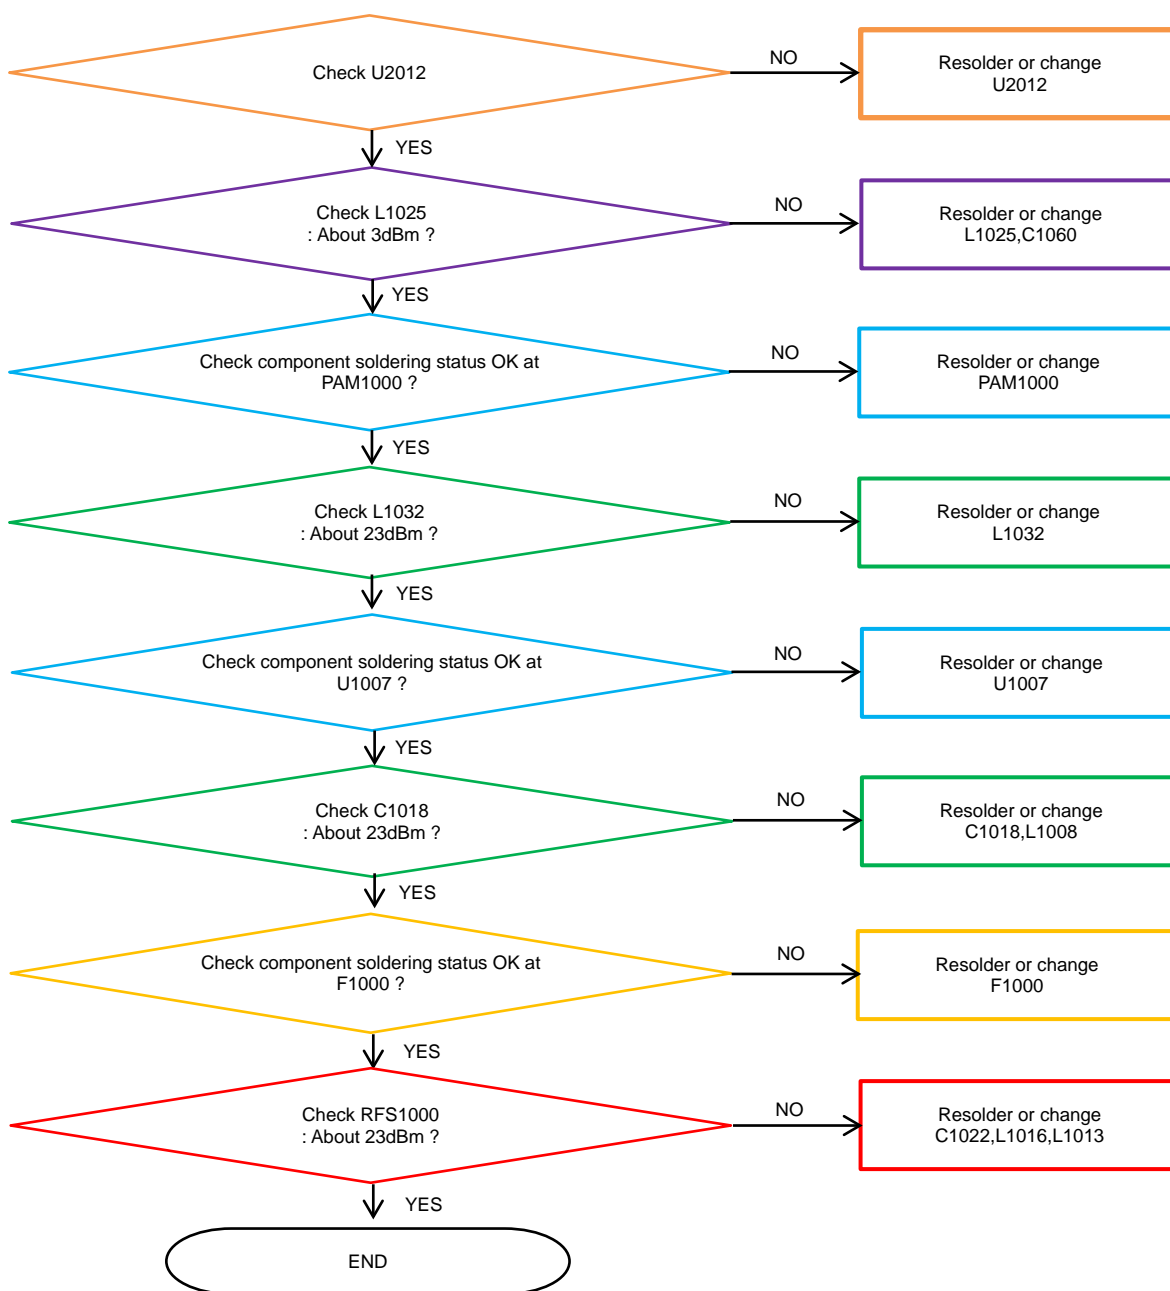 Check U2012
NO
Resolder or change
U2012
YES
Check L1025
: About 3dBm ?
NO
Resolder or change
L1025,C1060
YES
Check component soldering status OK at
PAM1000 ?
NO
Resolder or change
PAM1000
YES
Check L1032
: About 23dBm ?
NO
Resolder or change
L1032
YES
Check component soldering status OK at
U1007 ?
NO
Resolder or change
U1007
YES
Check C1018
: About 23dBm ?
NO
Resolder or change
C1018,L1008
YES
Check component soldering status OK at
F1000 ?
NO
Resolder or change
F1000
YES
Check RFS1000
: About 23dBm ?
NO
Resolder or change
C1022,L1016,L1013
YES
END